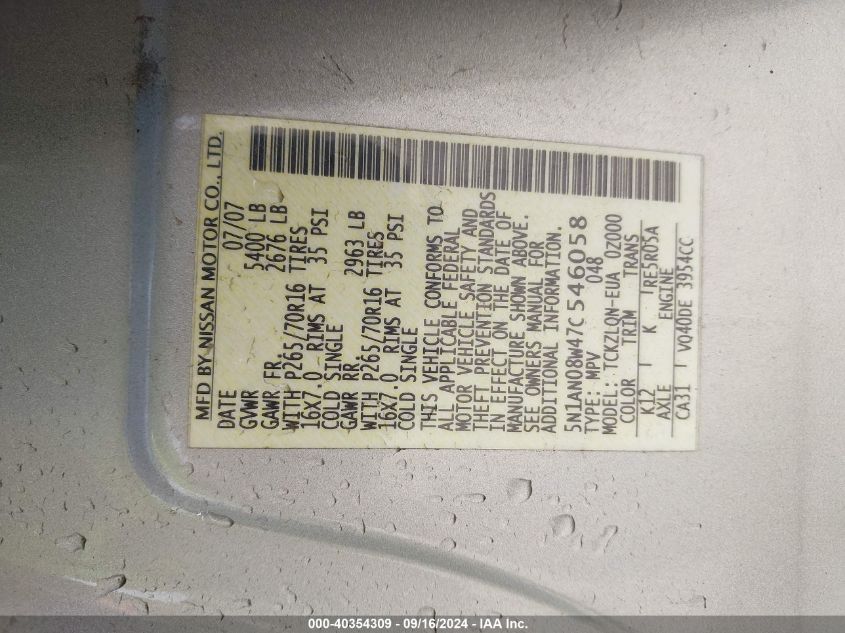 MFD BY NISSAN MOTOR CO., LTD.
DATE 07/07
GVWR 5400 LB
GAWR FR. 2676 LB
WITH P265/70R16 TIRES
16X7.0 RIMS AT 35 PSI
COLD SINGLE
GAWR RR. 2963 LB
WITH P265/70R16 TIRES
16X7.0 RIMS AT 35 PSI
COLD SINGLE
THIS VEHICLE CONFORMS TO
ALL APPLICABLE FEDERAL
MOTOR VEHICLE SAFETY AND
THEFT PREVENTION STANDARDS
IN EFFECT ON THE DATE OF
MANUFACTURE SHOWN ABOVE.
SEE OWNERS MANUAL FOR
ADDITIONAL INFORMATION.
5N1AN08W47C546058
TYPE: MPV 048
MODEL: TCKZLQN-EUA 0Z000
COLOR TRIM TRANS
K12 K RE5R05A
AXLE ENGINE
CA31 VQ40DE 3954CC
000-40354309 - 09/16/2024 - IAA Inc.